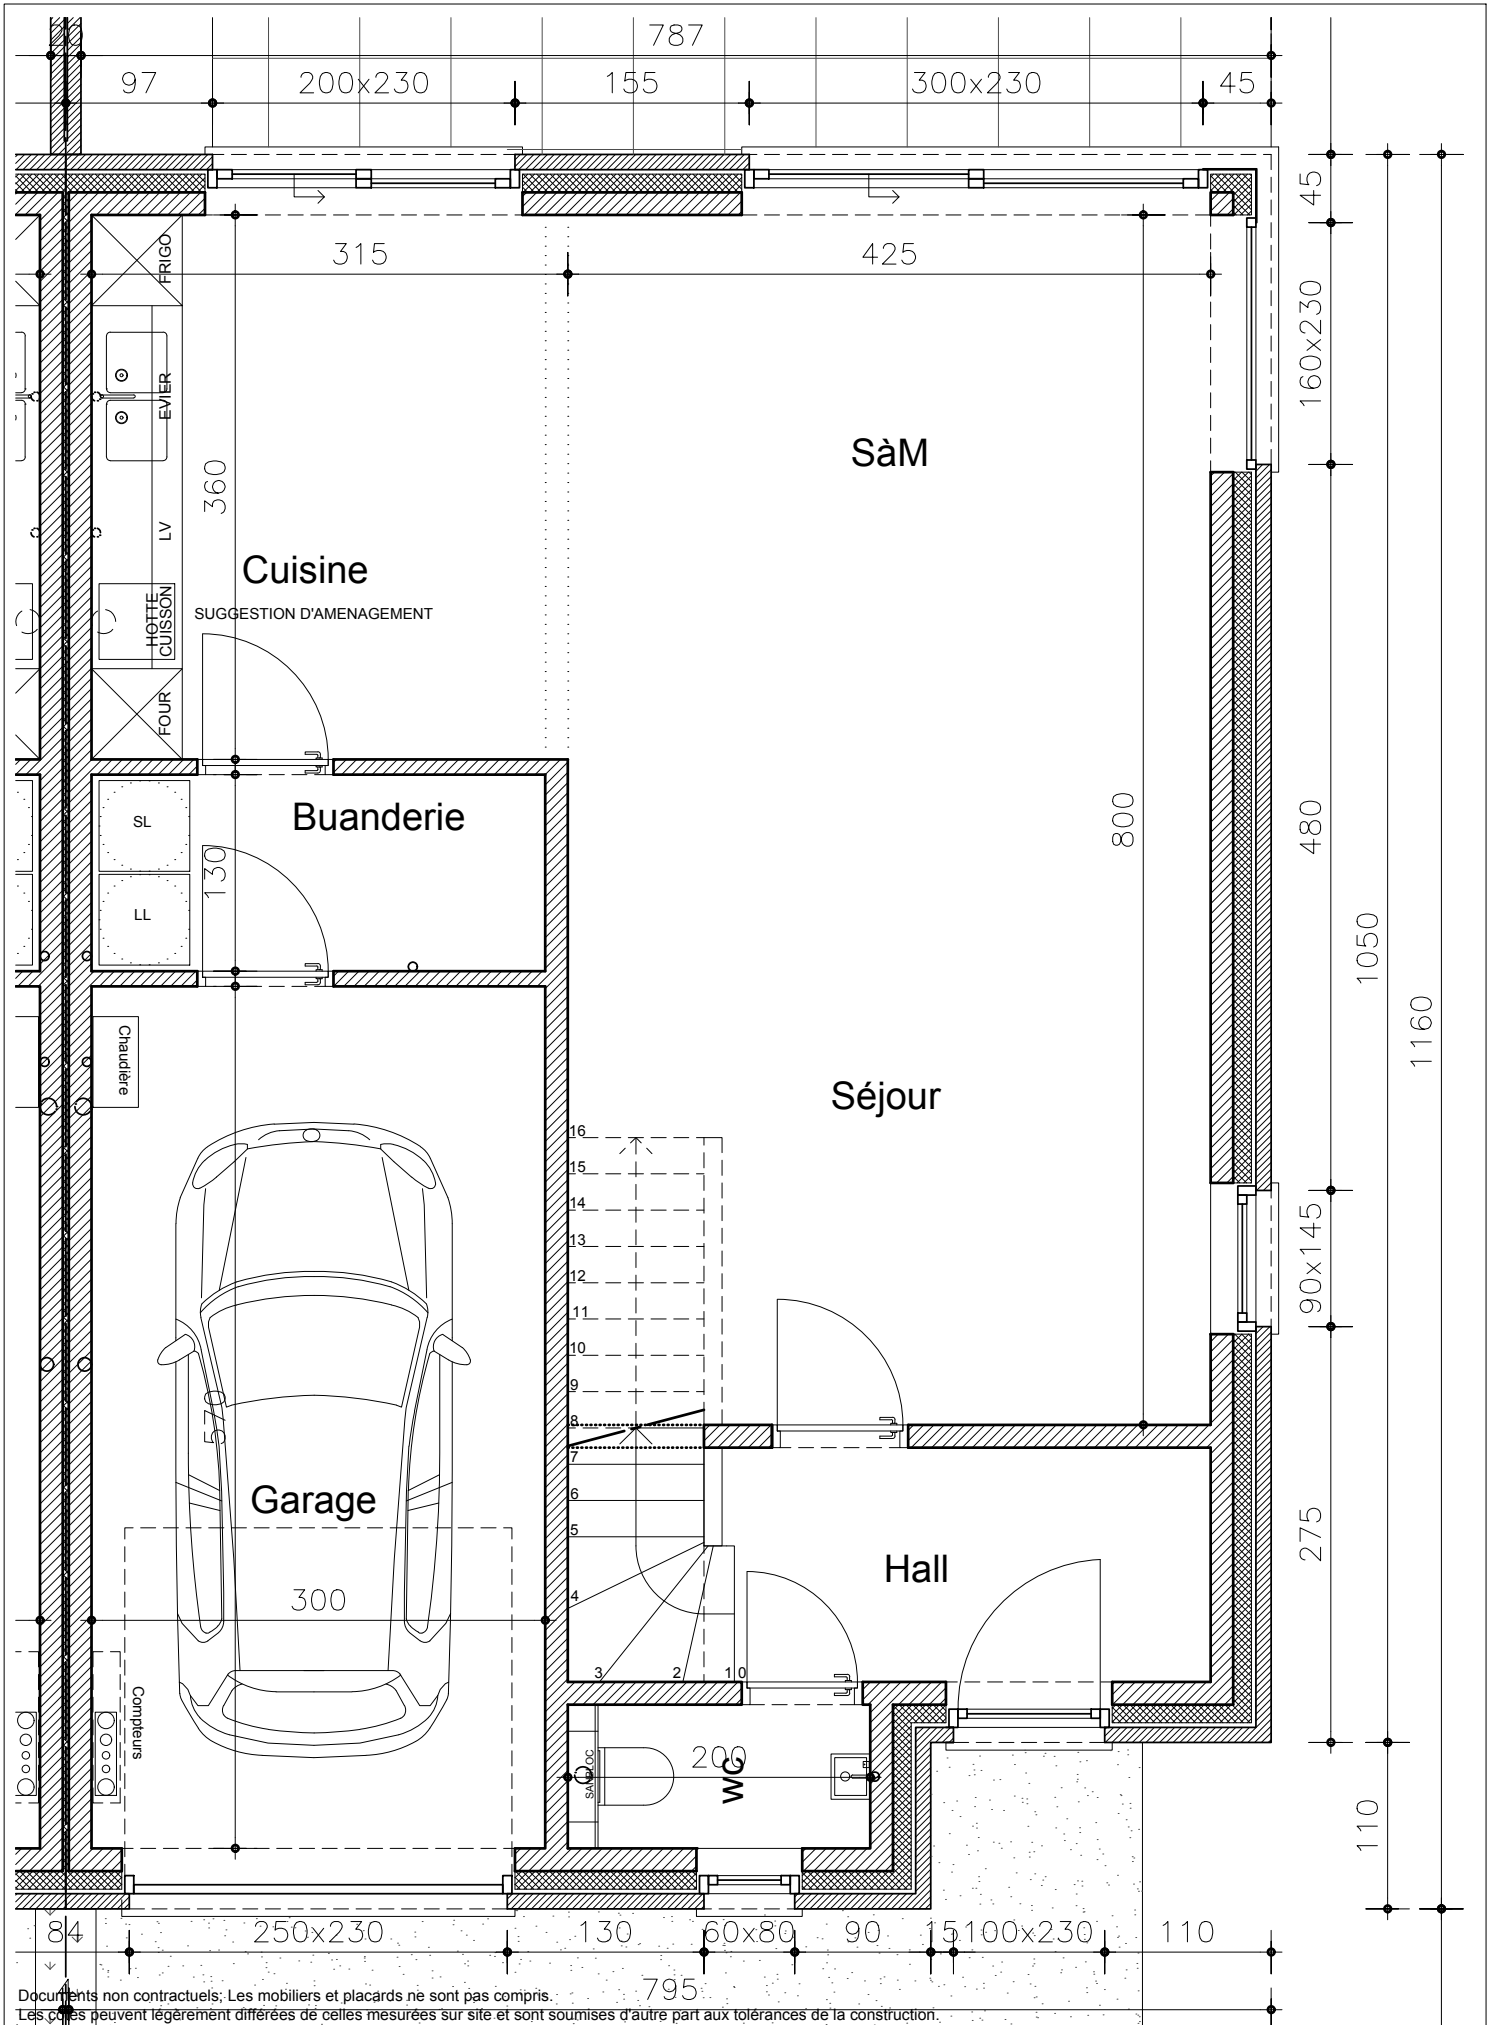 787
97
200x230
155
300x230
45
45
FRIGO
315
425
160x230
EVIER
SàM
360
LV
Cuisine
HOTTE
CUISSON
SUGGESTION D'AMENAGEMENT
FOUR
Buanderie
SL
800
480
130
LL
1050
1160
Chaudière
Séjour
16
15
14
13
12
11
10
9
8
7
6
5
4
3
2
1
0
90x145
570
Garage
275
Hall
300
Compteurs
SANIBLOC
200
WC
110
84
250x230
130
60x80
90
15
100x230
110
795
Documents non contractuels; Les mobiliers et placards ne sont pas compris.
Les côtes peuvent légèrement différées de celles mesurées sur site et sont soumises d'autre part aux tolérances de la construction.